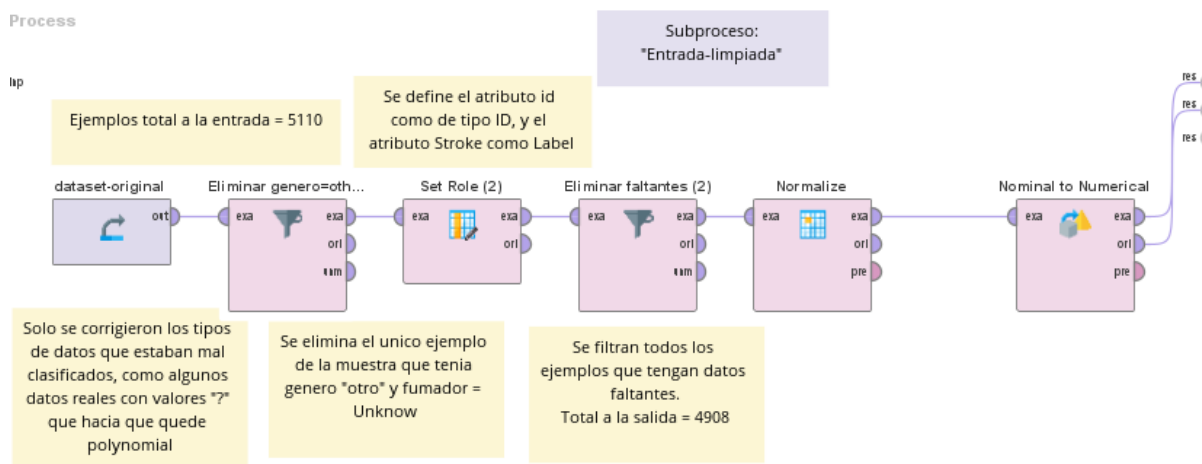 Process
Inp
Subproceso:
"Entrada-limpiada"
Ejemplos total a la entrada = 5110
Se define el atributo id
como de tipo ID, y el
atributo Stroke como Label
res
res
res
dataset-original
out
Eliminar genero=oth...
exa
exa
ori
unm
Set Role (2)
exa
exa
ori
Eliminar faltantes (2)
exa
exa
ori
unm
Normalize
exa
exa
ori
pre
Nominal to Numerical
exa
exa
ori
pre
Solo se corrigieron los tipos
de datos que estaban mal
clasificados, como algunos
datos reales con valores "?"
que hacia que quede
polynomial
Se elimina el unico ejemplo
de la muestra que tenia
genero "otro" y fumador =
Unknow
Se filtran todos los
ejemplos que tengan datos
faltantes.
Total a la salida = 4908